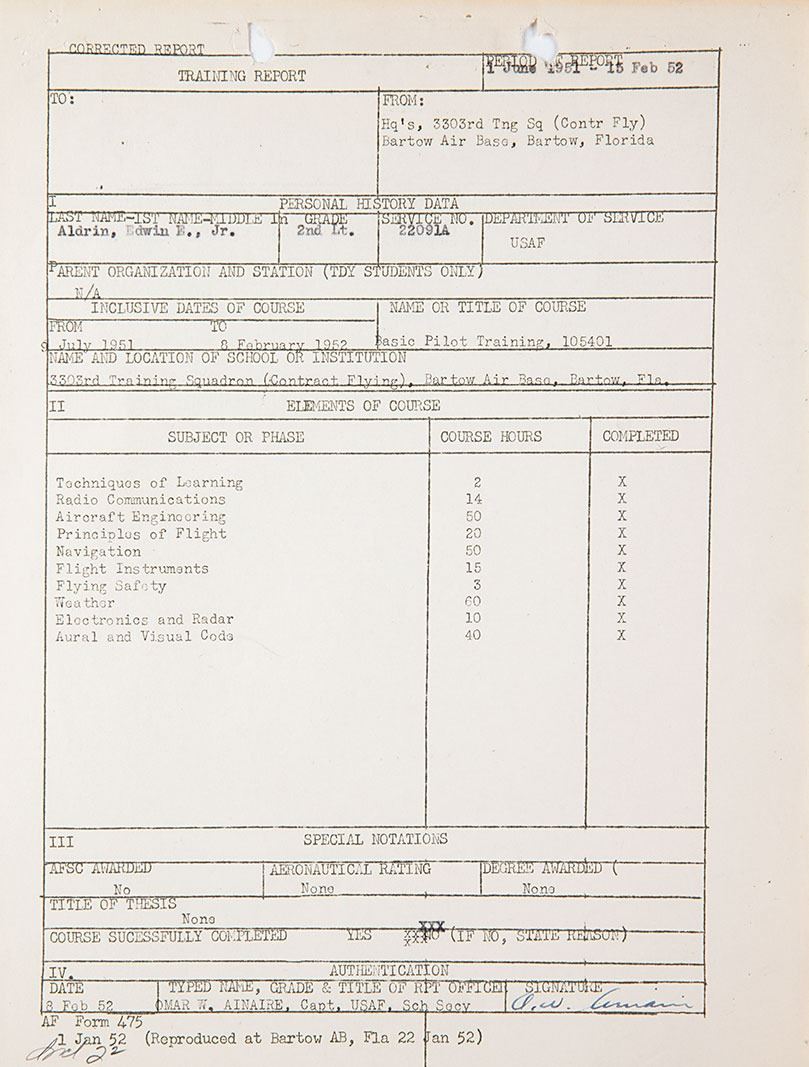 CORRECTED REPORT
TRAINING REPORT
PERIOD OF REPORT
1 June 1951 - 15 Feb 52
TO:
FROM:
Hq's, 3303rd Tng Sq (Contr Fly)
Bartow Air Base, Bartow, Florida
I PERSONAL HISTORY DATA
LAST NAME-IST NAME-MIDDLE In GRADE SERVICE NO. DEPARTMENT OF SERVICE
Aldrin, Edwin E., Jr. 2nd Lt. 22091A USAF
PARENT ORGANIZATION AND STATION (TDY STUDENTS ONLY)
N/A
INCLUSIVE DATES OF COURSE NAME OR TITLE OF COURSE
FROM TO
July 1951 8 February 1952 Basic Pilot Training, 105401
NAME AND LOCATION OF SCHOOL OR INSTITUTION
3303rd Training Squadron (Contract Flying), Bartow Air Base, Bartow, Fla.
II ELEMENTS OF COURSE
SUBJECT OR PHASE COURSE HOURS COMPLETED
Techniques of Learning 2 X
Radio Communications 14 X
Aircraft Engineering 50 X
Principles of Flight 20 X
Navigation 50 X
Flight Instruments 15 X
Flying Safety 3 X
Weather 60 X
Electronics and Radar 10 X
Aural and Visual Code 40 X
III SPECIAL NOTATIONS
AFSC AWARDED AERONAUTICAL RATING DEGREE AWARDED (
No None None
TITLE OF THESIS
None
COURSE SUCESSFULLY COMPLETED YES NO (IF NO, STATE REASON)
IV. AUTHENTICATION
DATE TYPED NAME, GRADE & TITLE OF RPT OFFICER SIGNATURE
8 Feb 52 OMAR W. AINAIRE, Capt, USAF, Sch Secy
AF Form 475
1 Jan 52 (Reproduced at Bartow AB, Fla 22 Jan 52)